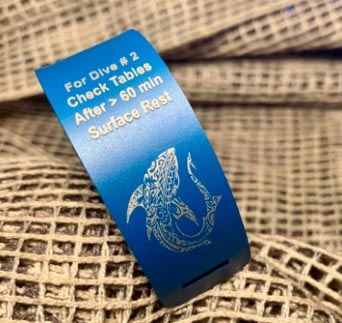 For Dive # 2
Check Tables
After > 60 min
Surface Rest